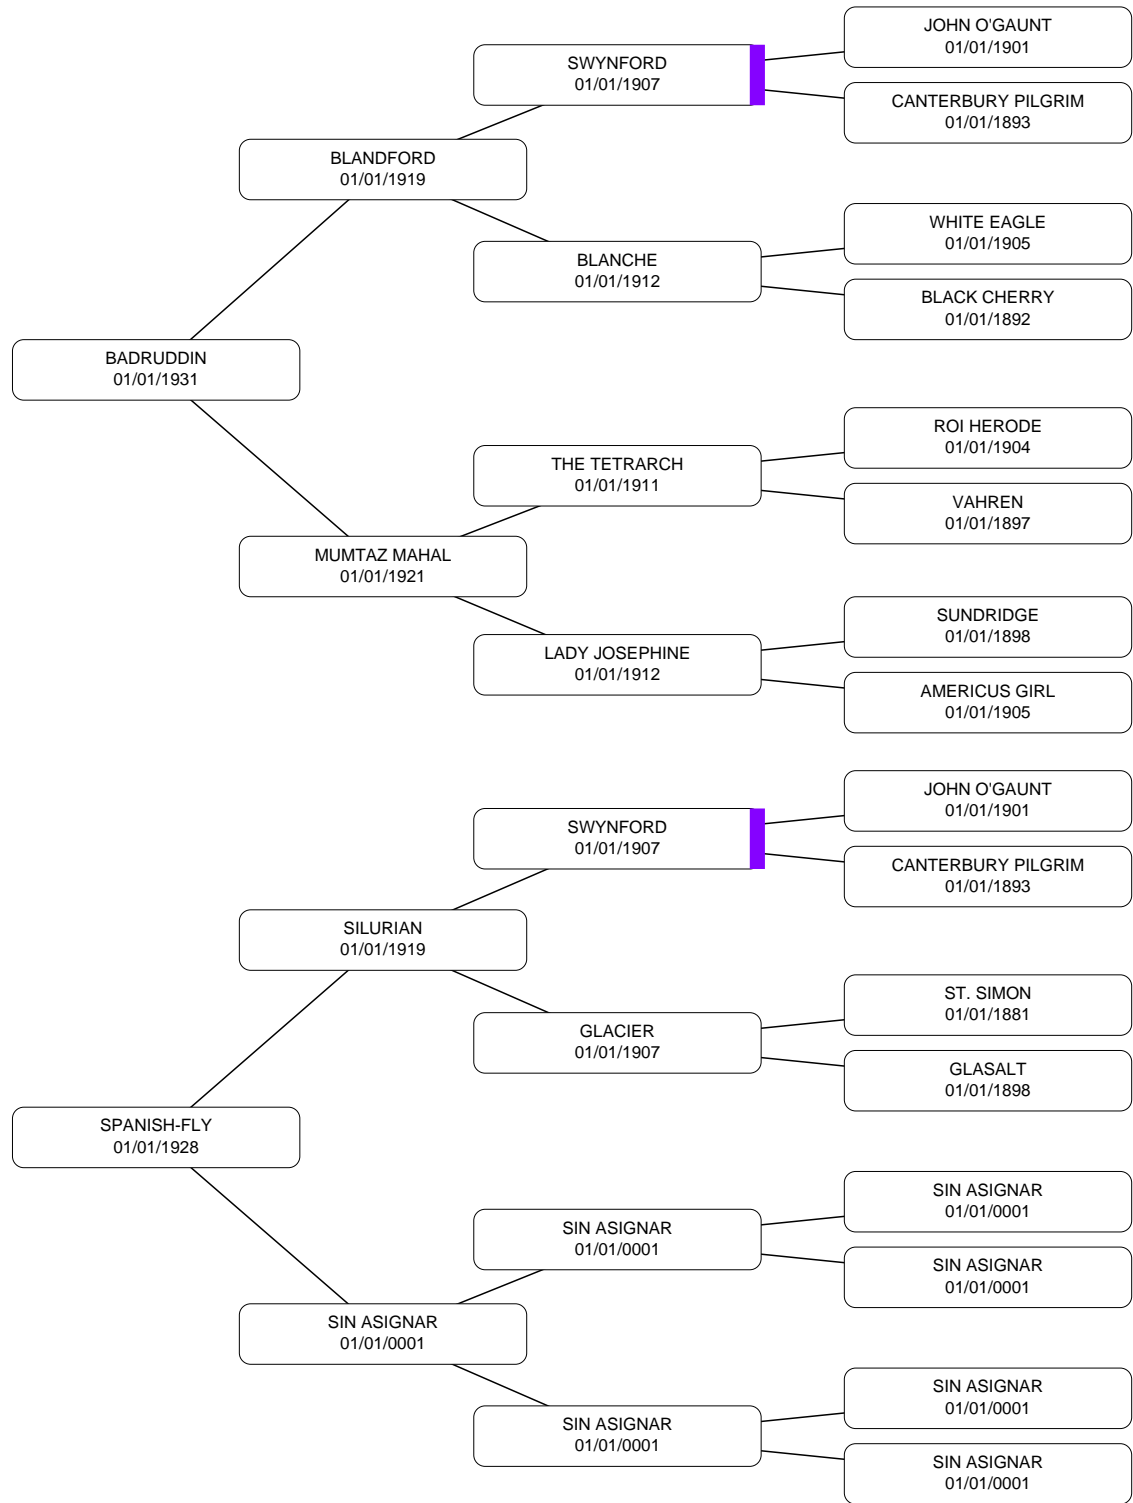 JOHN O'GAUNT
01/01/1901
SWYNFORD
01/01/1907
CANTERBURY PILGRIM
01/01/1893
BLANDFORD
01/01/1919
WHITE EAGLE
01/01/1905
BLANCHE
01/01/1912
BLACK CHERRY
01/01/1892
BADRUDDIN
01/01/1931
ROI HERODE
01/01/1904
THE TETRARCH
01/01/1911
VAHREN
01/01/1897
MUMTAZ MAHAL
01/01/1921
SUNDRIDGE
01/01/1898
LADY JOSEPHINE
01/01/1912
AMERICUS GIRL
01/01/1905
JOHN O'GAUNT
01/01/1901
SWYNFORD
01/01/1907
CANTERBURY PILGRIM
01/01/1893
SILURIAN
01/01/1919
ST. SIMON
01/01/1881
GLACIER
01/01/1907
GLASALT
01/01/1898
SPANISH-FLY
01/01/1928
SIN ASIGNAR
01/01/0001
SIN ASIGNAR
01/01/0001
SIN ASIGNAR
01/01/0001
SIN ASIGNAR
01/01/0001
SIN ASIGNAR
01/01/0001
SIN ASIGNAR
01/01/0001
SIN ASIGNAR
01/01/0001